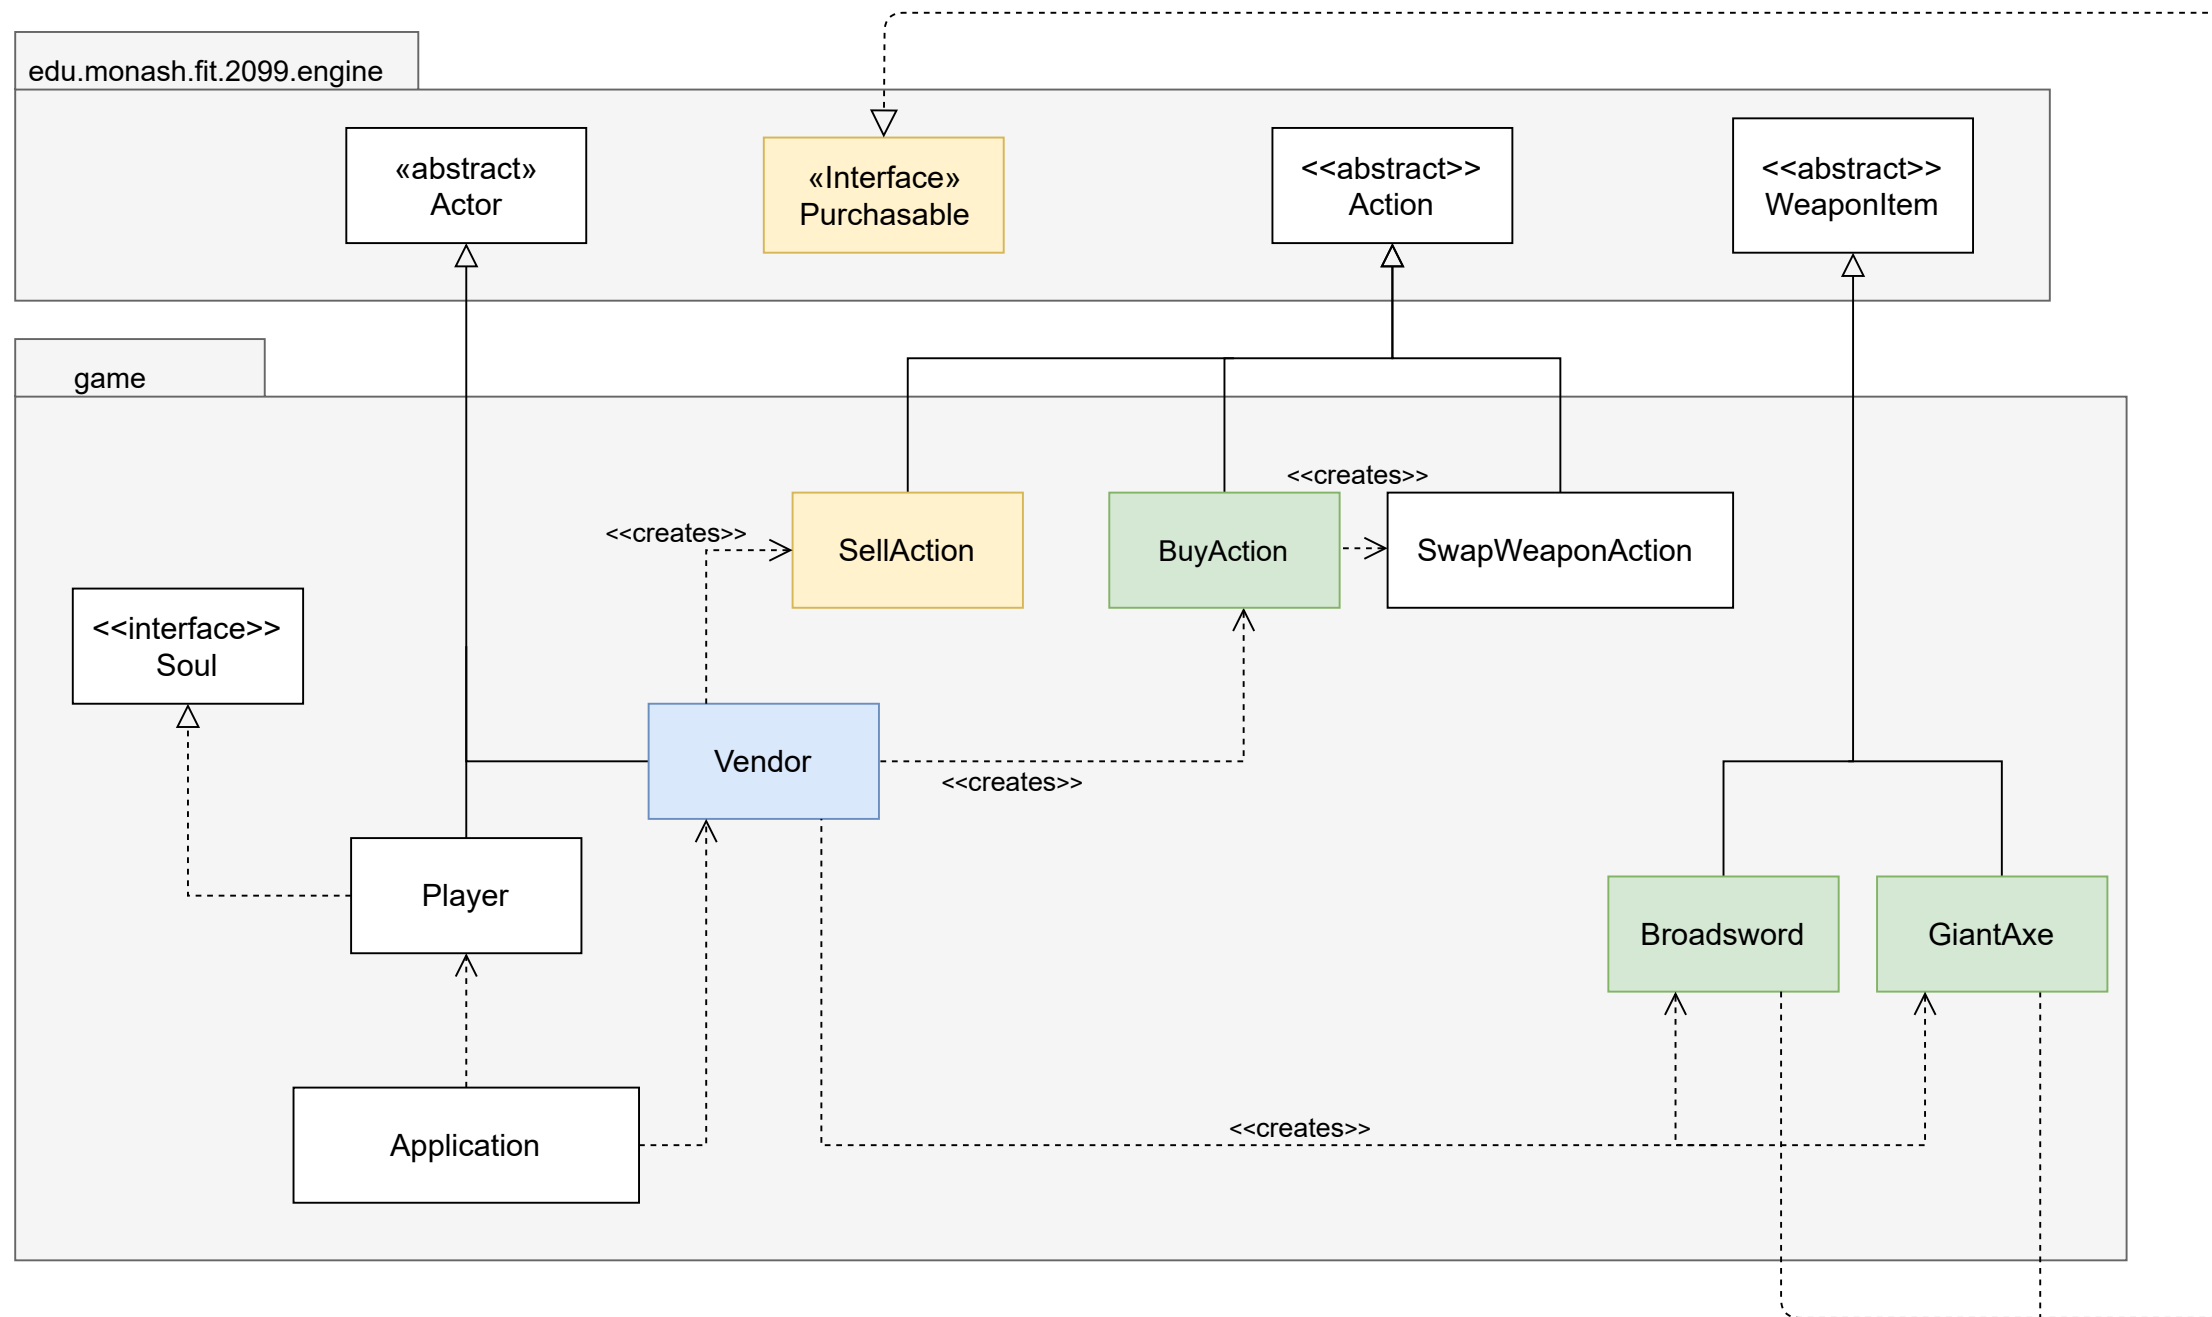 edu.monash.fit.2099.engine
«abstract»
Actor
«Interface»
Purchasable
<<abstract>>
Action
<<abstract>>
WeaponItem
game
<<creates>>
<<creates>>
SellAction
BuyAction
SwapWeaponAction
<<interface>>
Soul
Vendor
<<creates>>
Player
Broadsword
GiantAxe
<<creates>>
Application